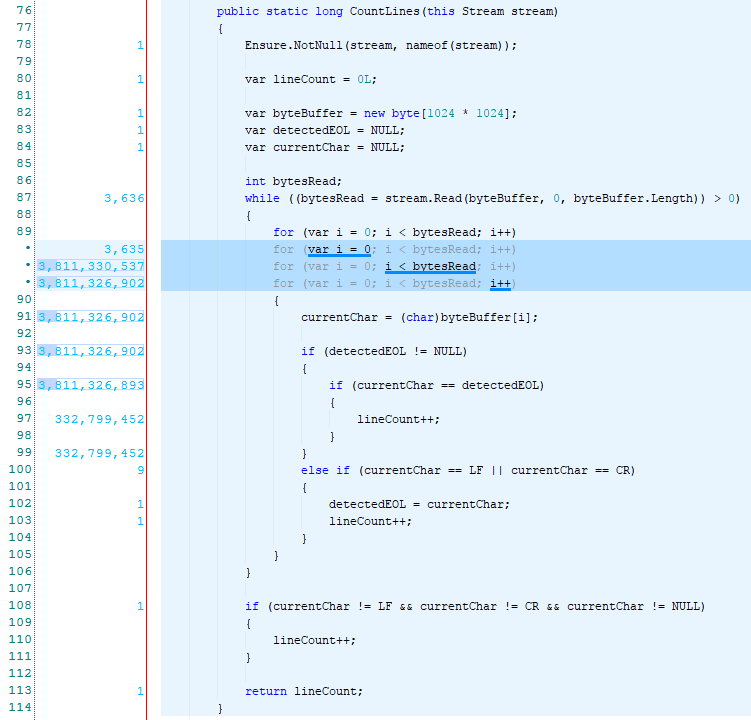 76 public static long CountLines(this Stream stream)
77 {
78 1 Ensure.NotNull(stream, nameof(stream));
79
80 1 var lineCount = 0L;
81
82 1 var byteBuffer = new byte[1024 * 1024];
83 1 var detectedEOL = NULL;
84 1 var currentChar = NULL;
85
86 int bytesRead;
87 3,636 while ((bytesRead = stream.Read(byteBuffer, 0, byteBuffer.Length)) > 0)
88 {
89 for (var i = 0; i < bytesRead; i++)
• 3,635 for (var i = 0; i < bytesRead; i++)
• 3,811,330,537 for (var i = 0; i < bytesRead; i++)
• 3,811,326,902 for (var i = 0; i < bytesRead; i++)
90 {
91 3,811,326,902 currentChar = (char)byteBuffer[i];
92
93 3,811,326,902 if (detectedEOL != NULL)
94 {
95 3,811,326,893 if (currentChar == detectedEOL)
96 {
97 332,799,452 lineCount++;
98 }
99 332,799,452 }
100 9 else if (currentChar == LF || currentChar == CR)
101 {
102 1 detectedEOL = currentChar;
103 1 lineCount++;
104 }
105 }
106 }
107
108 1 if (currentChar != LF && currentChar != CR && currentChar != NULL)
109 {
110 lineCount++;
111 }
112
113 1 return lineCount;
114 }